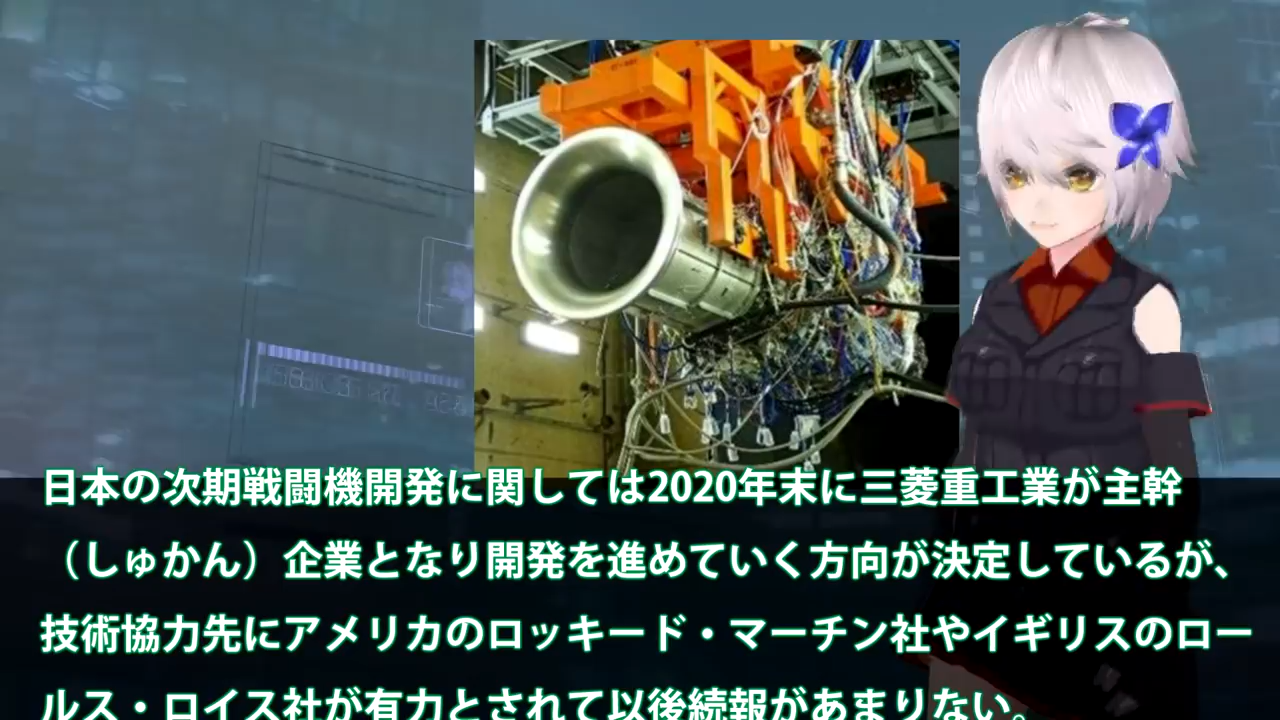 日本の次期戦闘機開発に関しては2020年末に三菱重工業が主幹
（しゅかん）企業となり開発を進めていく方向が決定しているが、
技術協力先にアメリカのロッキード・マーチン社やイギリスのロー
ルス・ロイス社が有力とされて以後続報があまりない。